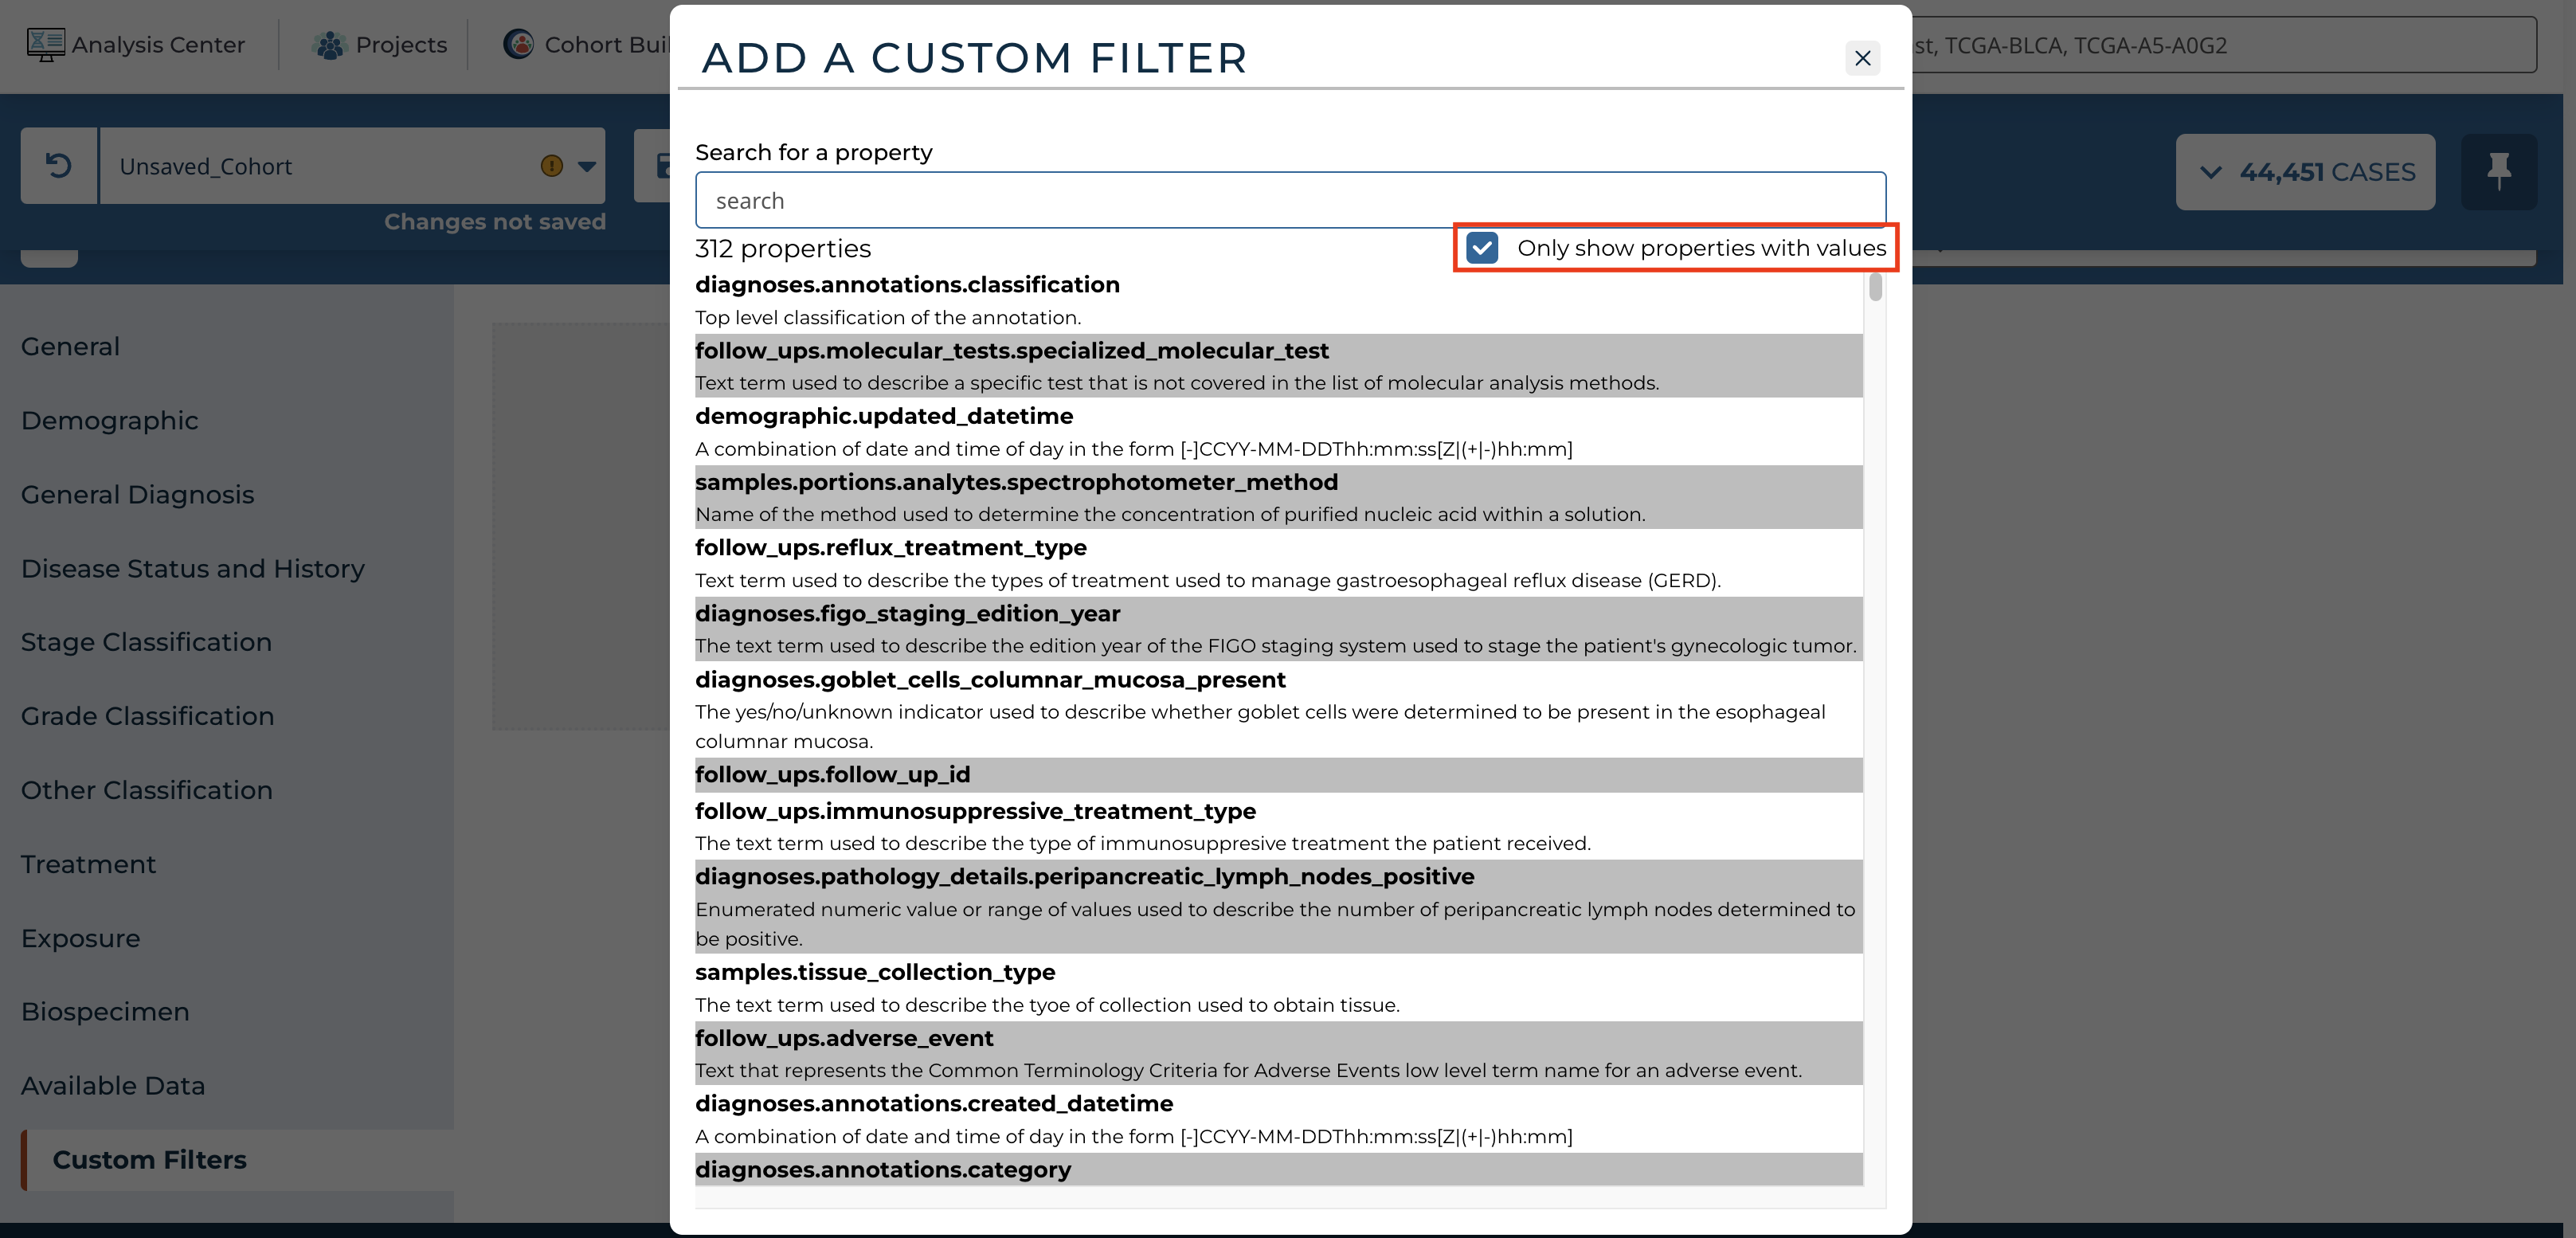 Analysis Center
Projects
Cohort Bui
st, TCGA-BLCA, TCGA-A5-A0G2
Unsaved_Cohort
Changes not saved
44,451 CASES
General
Demographic
General Diagnosis
Disease Status and History
Stage Classification
Grade Classification
Other Classification
Treatment
Exposure
Biospecimen
Available Data
Custom Filters
ADD A CUSTOM FILTER
Search for a property
search
312 properties
Only show properties with values
diagnoses.annotations.classification
Top level classification of the annotation.
follow_ups.molecular_tests.specialized_molecular_test
Text term used to describe a specific test that is not covered in the list of molecular analysis methods.
demographic.updated_datetime
A combination of date and time of day in the form [-]CCYY-MM-DDThh:mm:ss[Z|(+|-)hh:mm]
samples.portions.analytes.spectrophotometer_method
Name of the method used to determine the concentration of purified nucleic acid within a solution.
follow_ups.reflux_treatment_type
Text term used to describe the types of treatment used to manage gastroesophageal reflux disease (GERD).
diagnoses.figo_staging_edition_year
The text term used to describe the edition year of the FIGO staging system used to stage the patient's gynecologic tumor.
diagnoses.goblet_cells_columnar_mucosa_present
The yes/no/unknown indicator used to describe whether goblet cells were determined to be present in the esophageal
columnar mucosa.
follow_ups.follow_up_id
follow_ups.immunosuppressive_treatment_type
The text term used to describe the type of immunosuppresive treatment the patient received.
diagnoses.pathology_details.peripancreatic_lymph_nodes_positive
Enumerated numeric value or range of values used to describe the number of peripancreatic lymph nodes determined to
be positive.
samples.tissue_collection_type
The text term used to describe the tyoe of collection used to obtain tissue.
follow_ups.adverse_event
Text that represents the Common Terminology Criteria for Adverse Events low level term name for an adverse event.
diagnoses.annotations.created_datetime
A combination of date and time of day in the form [-]CCYY-MM-DDThh:mm:ss[Z|(+|-)hh:mm]
diagnoses.annotations.category